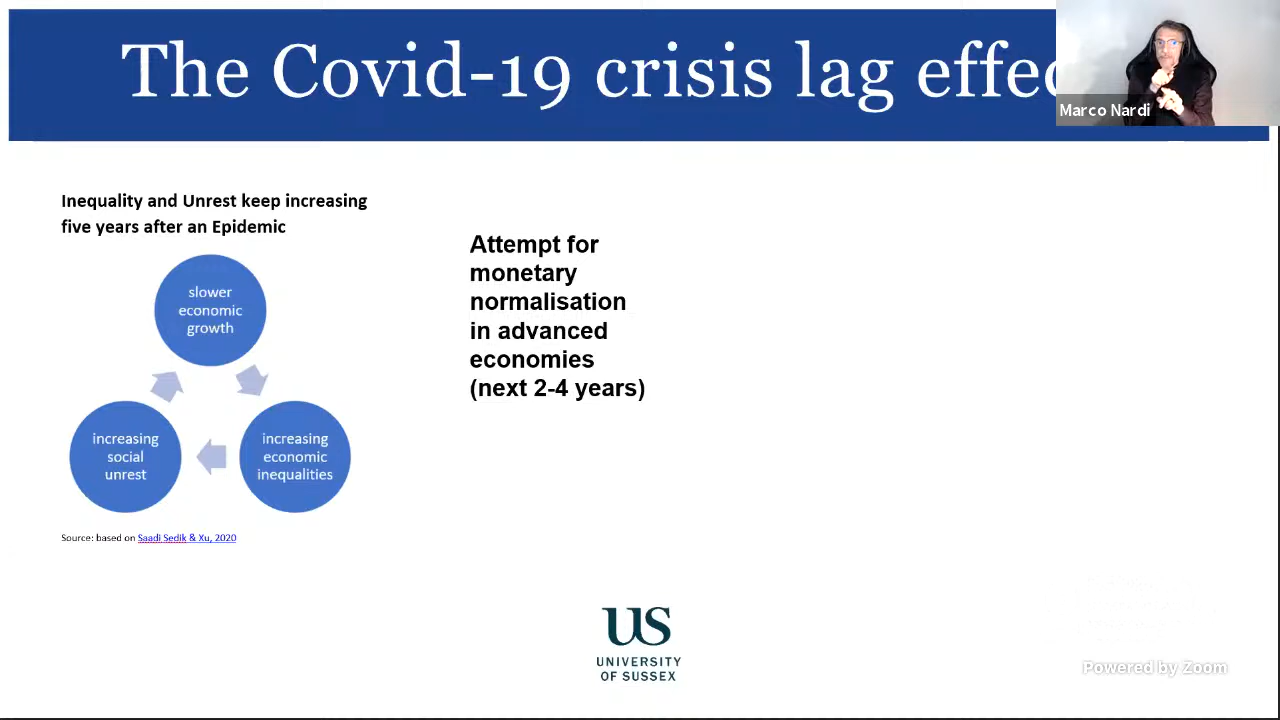 The Covid-19 crisis lag effec
Marco Nardi
Inequality and Unrest keep increasing
five years after an Epidemic
slower
economic
growth
increasing
social
unrest
increasing
economic
inequalities
Source: based on Saadi Sedik & Xu, 2020
Attempt for
monetary
normalisation
in advanced
economies
(next 2-4 years)
US
UNIVERSITY
OF SUSSEX
Powered by Zoom